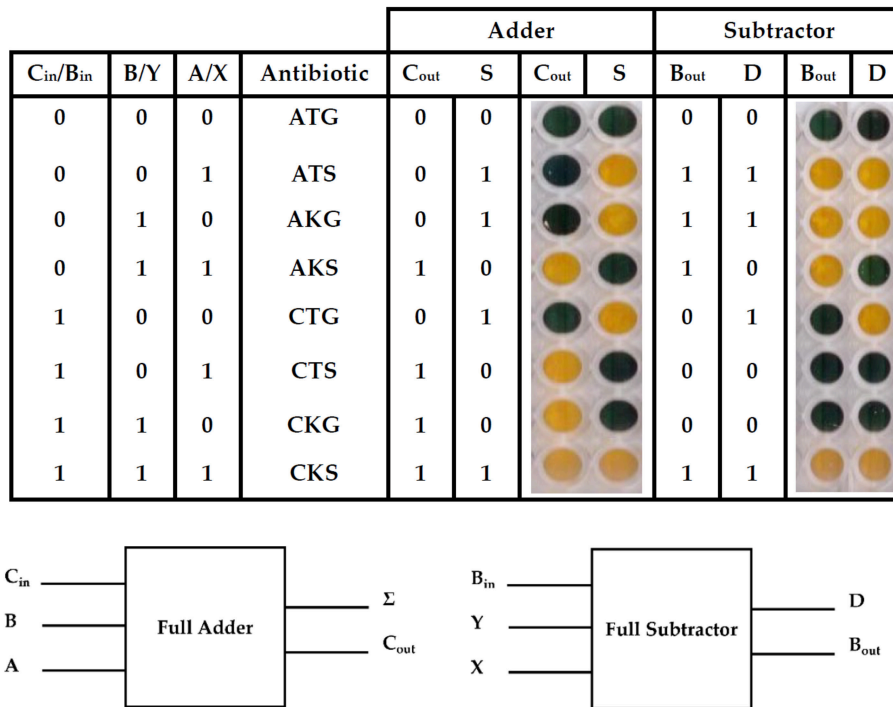 Adder Subtractor
Cin/Bin B/Y A/X Antibiotic Cout S Cout S Bout D Bout D
0 0 0 ATG 0 0 0 0
0 0 1 ATS 0 1 1 1
0 1 0 AKG 0 1 1 1
0 1 1 AKS 1 0 1 0
1 0 0 CTG 0 1 0 1
1 0 1 CTS 1 0 0 0
1 1 0 CKG 1 0 0 0
1 1 1 CKS 1 1 1 1
Cin
B
A
Full Adder
Σ
Cout
Bin
Y
X
Full Subtractor
D
Bout